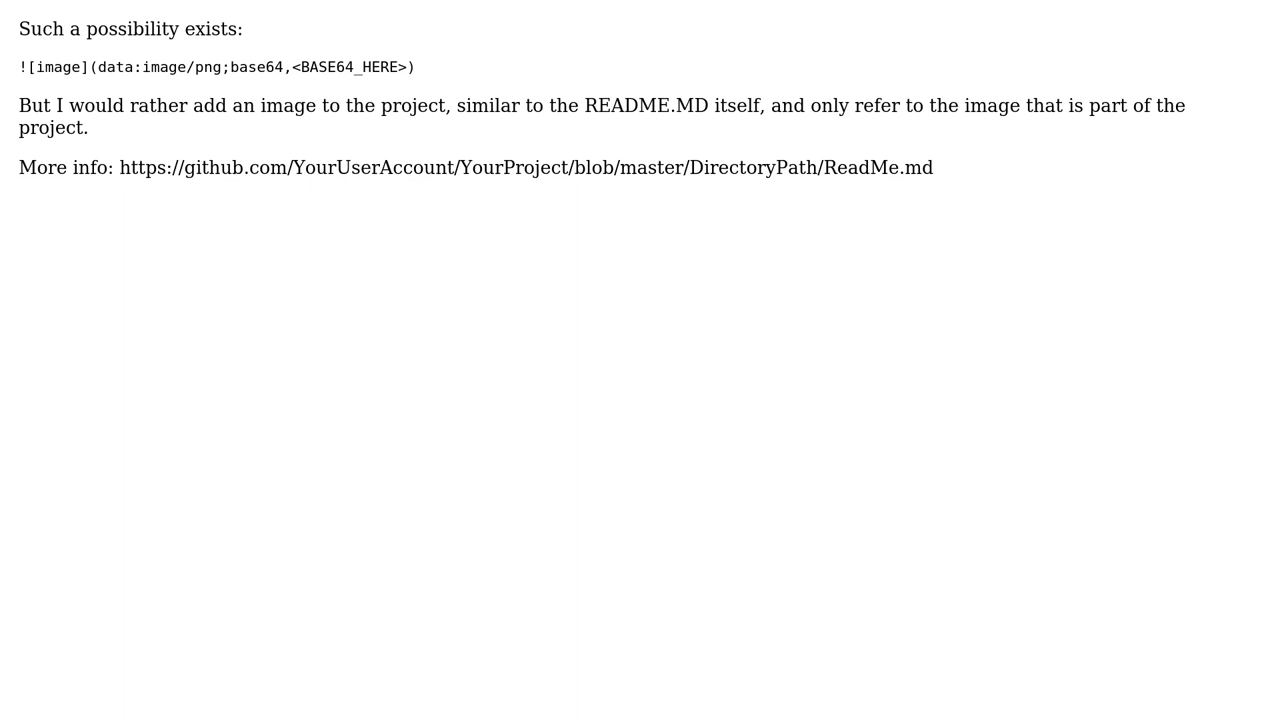 Such a possibility exists:
![image](data:image/png;base64,<BASE64_HERE>)
But I would rather add an image to the project, similar to the README.MD itself, and only refer to the image that is part of the
project.
More info: https://github.com/YourUserAccount/YourProject/blob/master/DirectoryPath/ReadMe.md